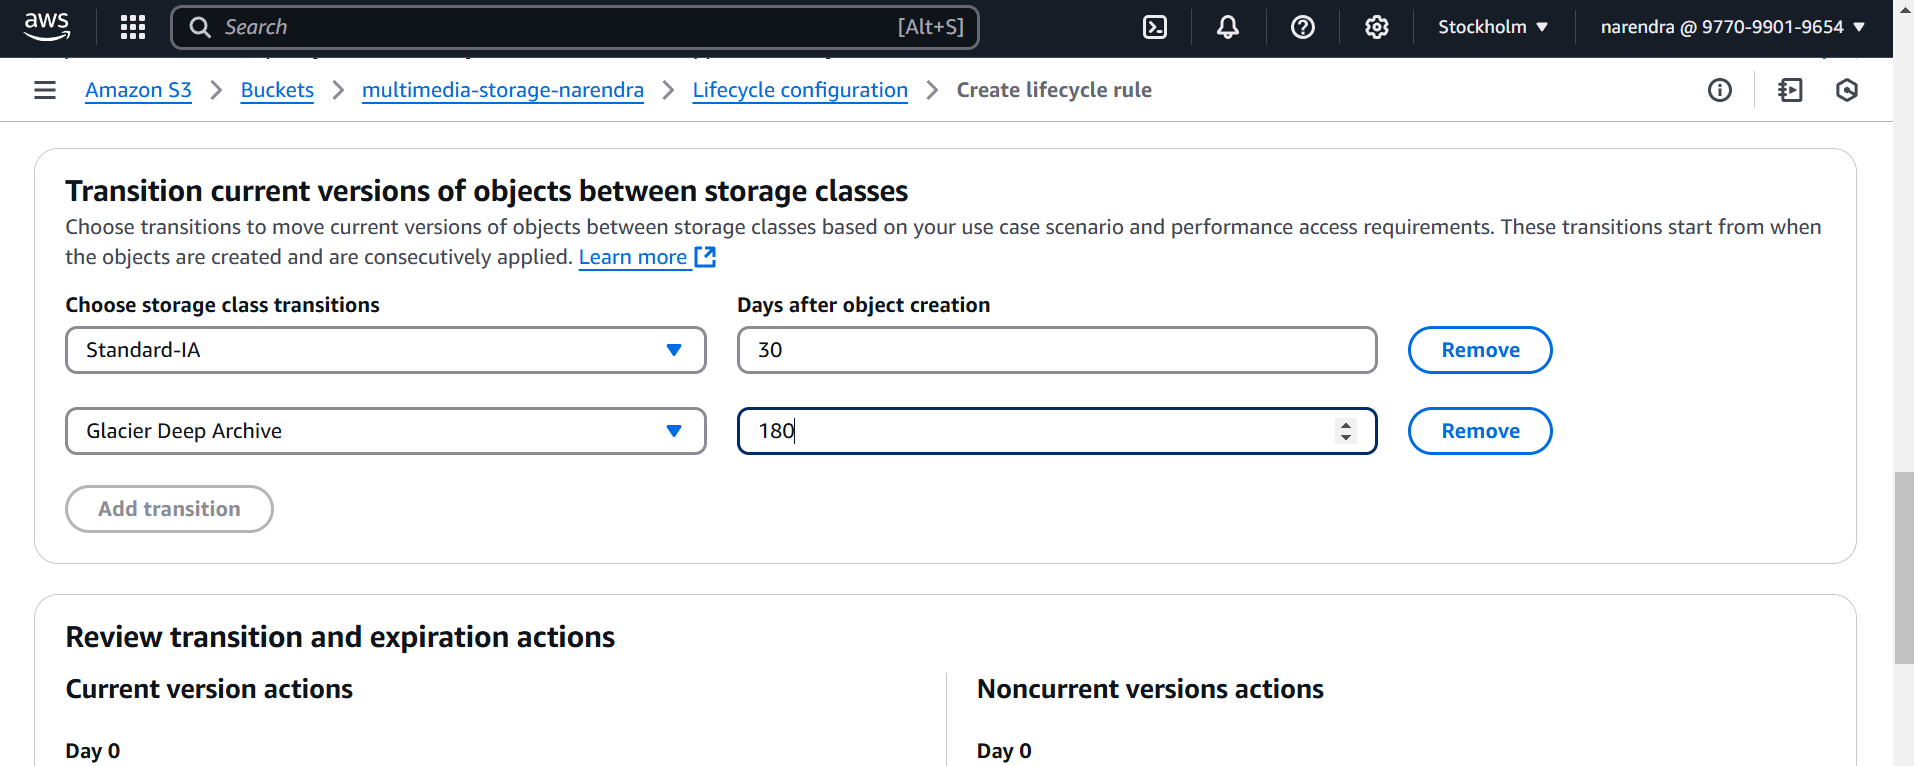 aws
Search [Alt+S]
Stockholm
narendra @ 9770-9901-9654
Amazon S3
Buckets
multimedia-storage-narendra
Lifecycle configuration
Create lifecycle rule
Transition current versions of objects between storage classes
Choose transitions to move current versions of objects between storage classes based on your use case scenario and performance access requirements. These transitions start from when
the objects are created and are consecutively applied. Learn more
Choose storage class transitions
Days after object creation
Standard-IA
30
Remove
Glacier Deep Archive
180
Remove
Add transition
Review transition and expiration actions
Current version actions
Noncurrent versions actions
Day 0
Day 0